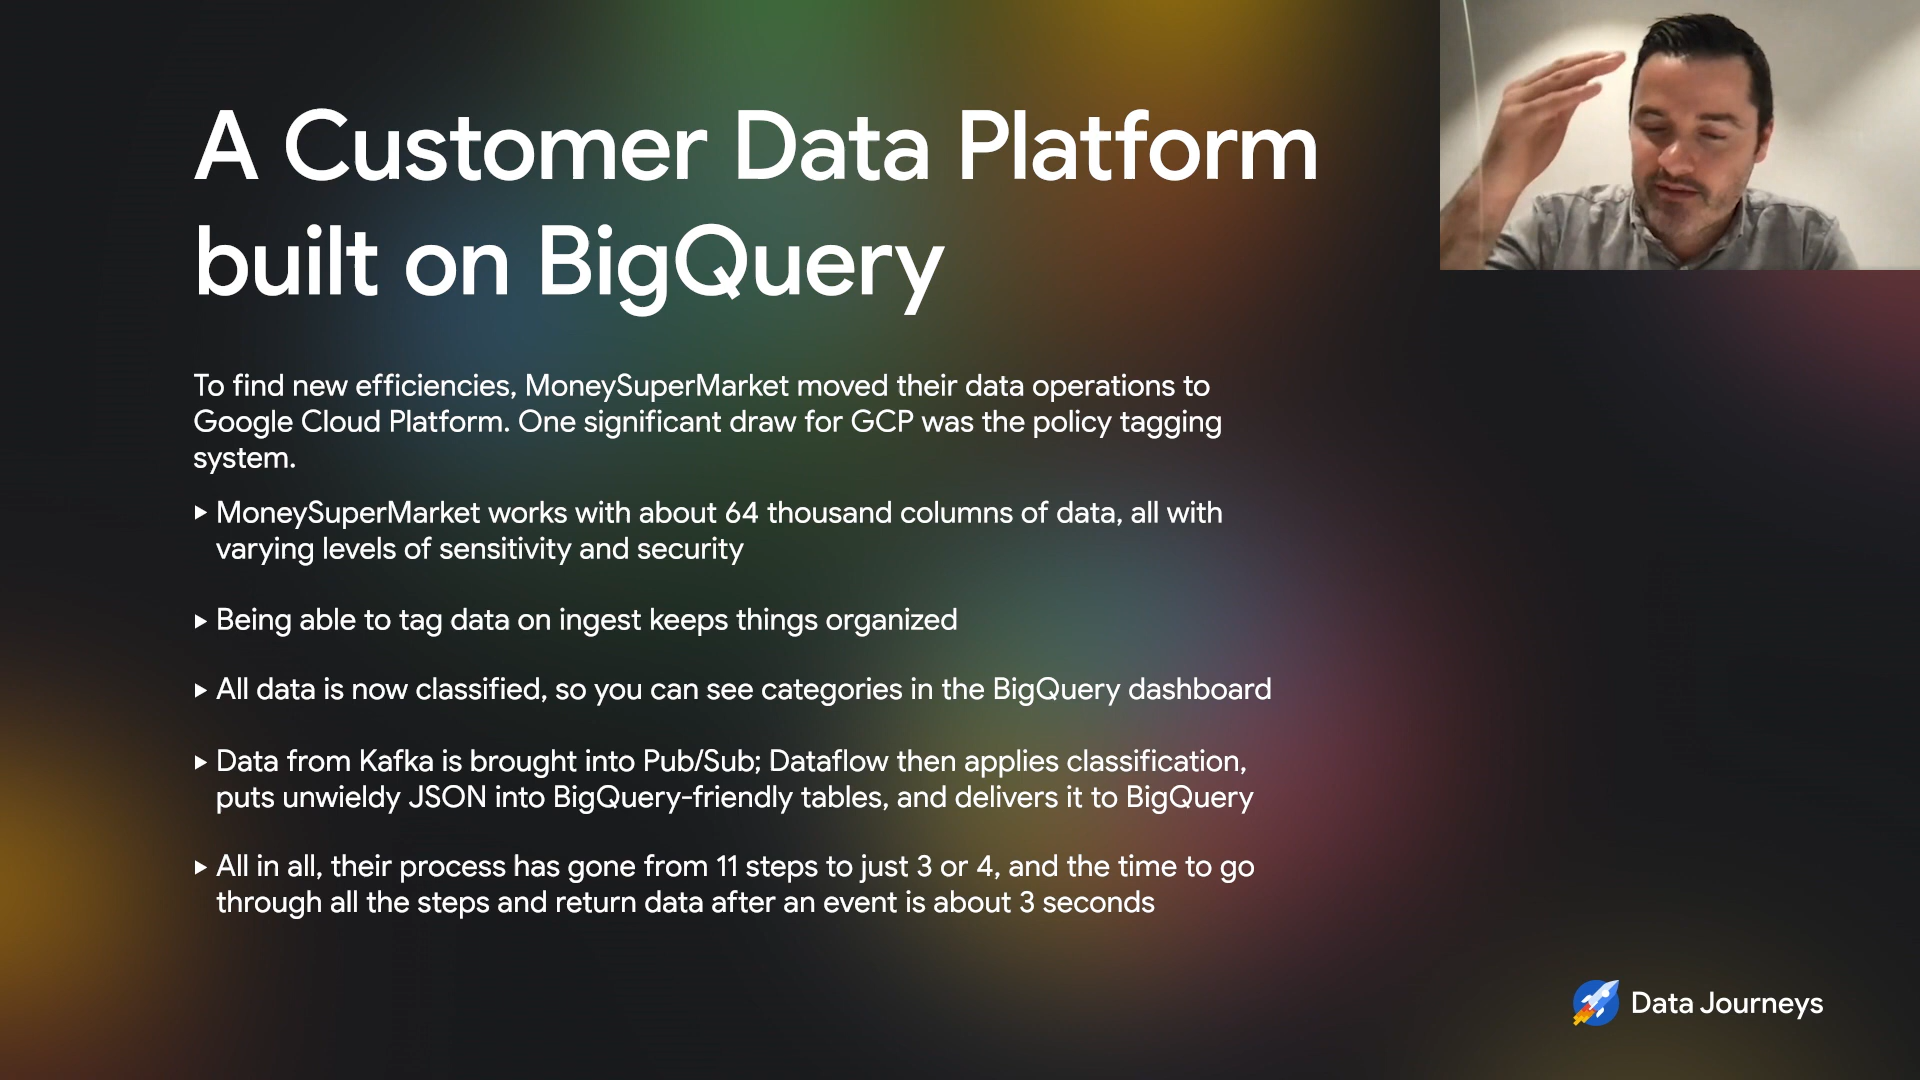 A Customer Data Platform
built on BigQuery
To find new efficiencies, MoneySuperMarket moved their data operations to
Google Cloud Platform. One significant draw for GCP was the policy tagging
system.
▸ MoneySuperMarket works with about 64 thousand columns of data, all with
varying levels of sensitivity and security
▸ Being able to tag data on ingest keeps things organized
▸ All data is now classified, so you can see categories in the BigQuery dashboard
▸ Data from Kafka is brought into Pub/Sub; Dataflow then applies classification,
puts unwieldy JSON into BigQuery-friendly tables, and delivers it to BigQuery
▸ All in all, their process has gone from 11 steps to just 3 or 4, and the time to go
through all the steps and return data after an event is about 3 seconds
Data Journeys